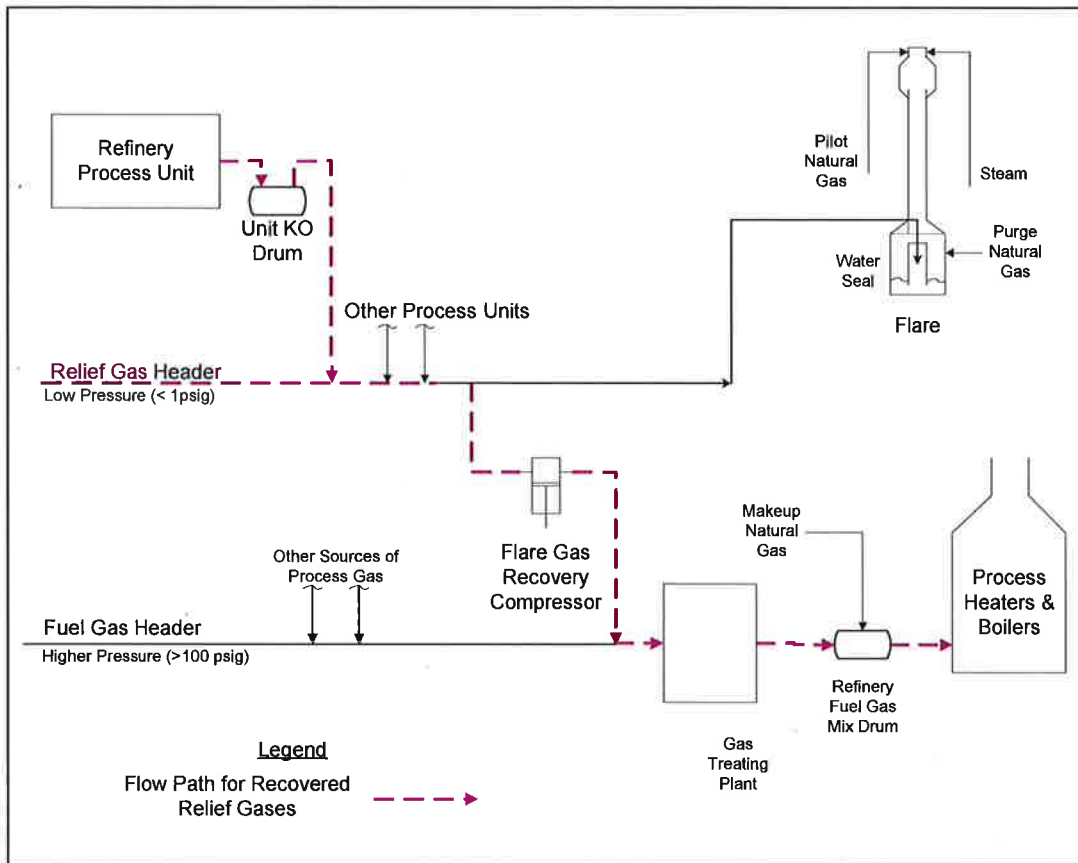 Refinery
Process Unit
Unit KO
Drum
Pilot
Natural
Gas
Steam
Water
Seal
Purge
Natural
Gas
Flare
Other Process Units
Relief Gas Header
Low Pressure (< 1psig)
Flare Gas
Recovery
Compressor
Other Sources of
Process Gas
Fuel Gas Header
Higher Pressure (>100 psig)
Makeup
Natural
Gas
Process
Heaters &
Boilers
Refinery
Fuel Gas
Mix Drum
Gas
Treating
Plant
Legend
Flow Path for Recovered
Relief Gases